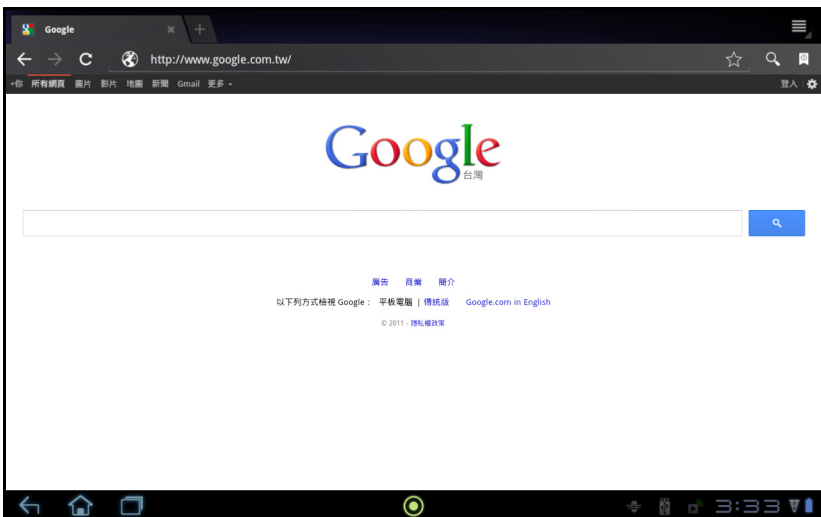 Google
http://www.google.com.tw/
+你 所有網頁 圖片 影片 地圖 新聞 Gmail 更多 登入
Google
台灣
廣告 商業 簡介
以下列方式檢視 Google： 平板電腦 | 傳統版 Google.com in English
© 2011 - 隱私權政策
3:33